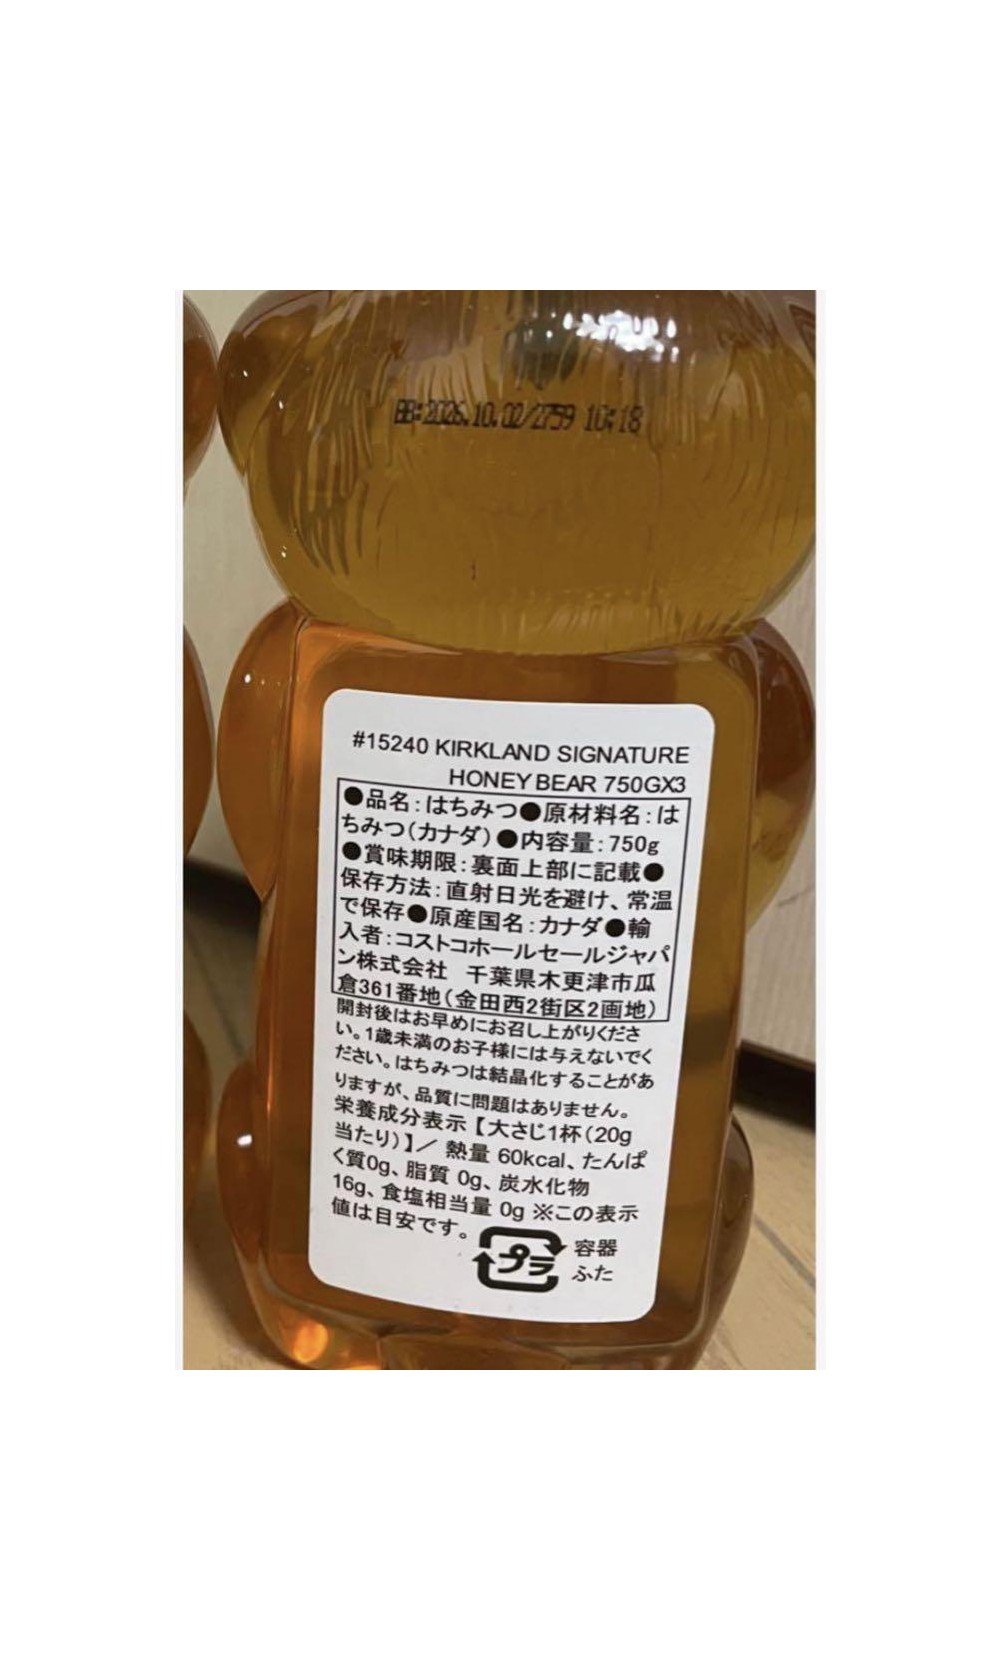 BB:2026.10.02/2759 10:18
#15240 KIRKLAND SIGNATURE
HONEY BEAR 750GX3
●品名:はちみつ●原材料名:は
ちみつ(カナダ)●内容量:750g
●賞味期限:裏面上部に記載●
保存方法:直射日光を避け、常温
で保存●原産国名:カナダ●輸
入者:コストコホールセールジャパ
ン株式会社 千葉県木更津市瓜
倉361番地(金田西2街区2画地)
開封後はお早めにお召し上がりくださ
い。1歳未満のお子様には与えないでく
ださい。はちみつは結晶化することがあ
りますが、品質に問題はありません。
栄養成分表示【大さじ1杯(20g
当たり)】/ 熱量 60kcal、たんぱ
く質0g、脂質 0g、炭水化物
16g、食塩相当量 0g ※この表示
値は目安です。
プラ
容器
ふた